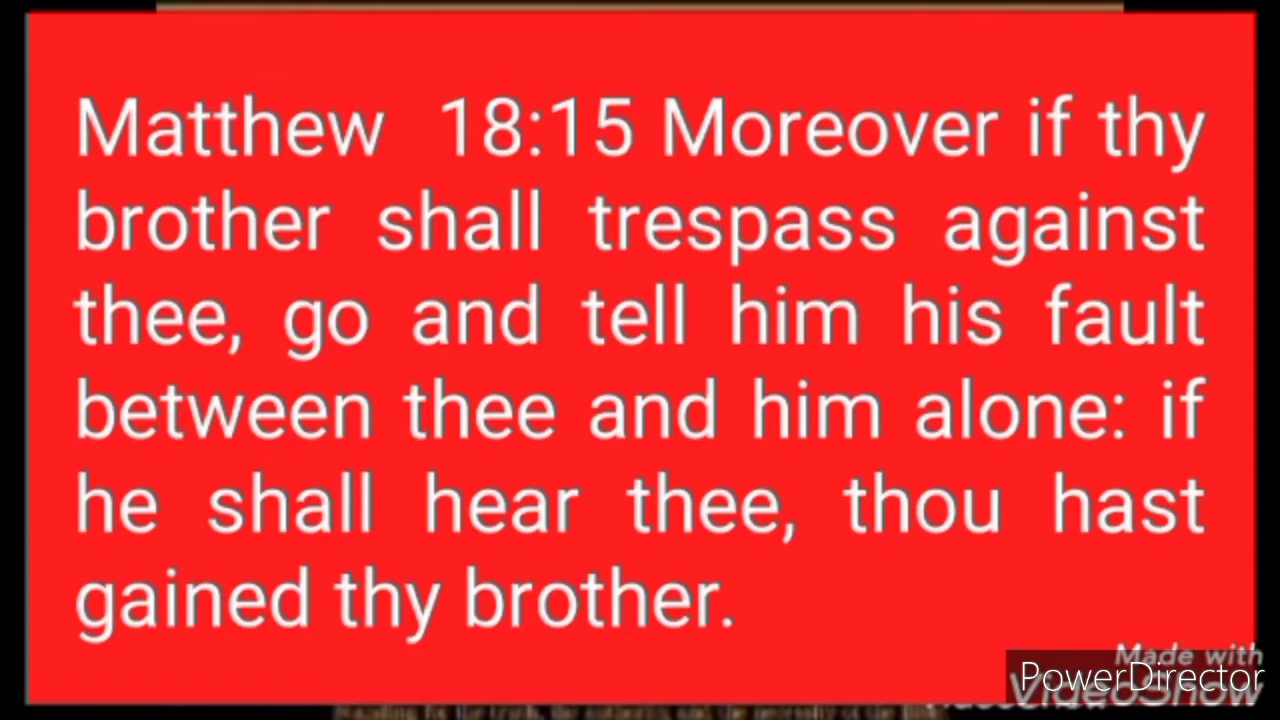 Matthew 18:15 Moreover if thy
brother shall trespass against
thee, go and tell him his fault
between thee and him alone: if
he shall hear thee, thou hast
gained thy brother.
Made with
PowerDirector
VideoShow